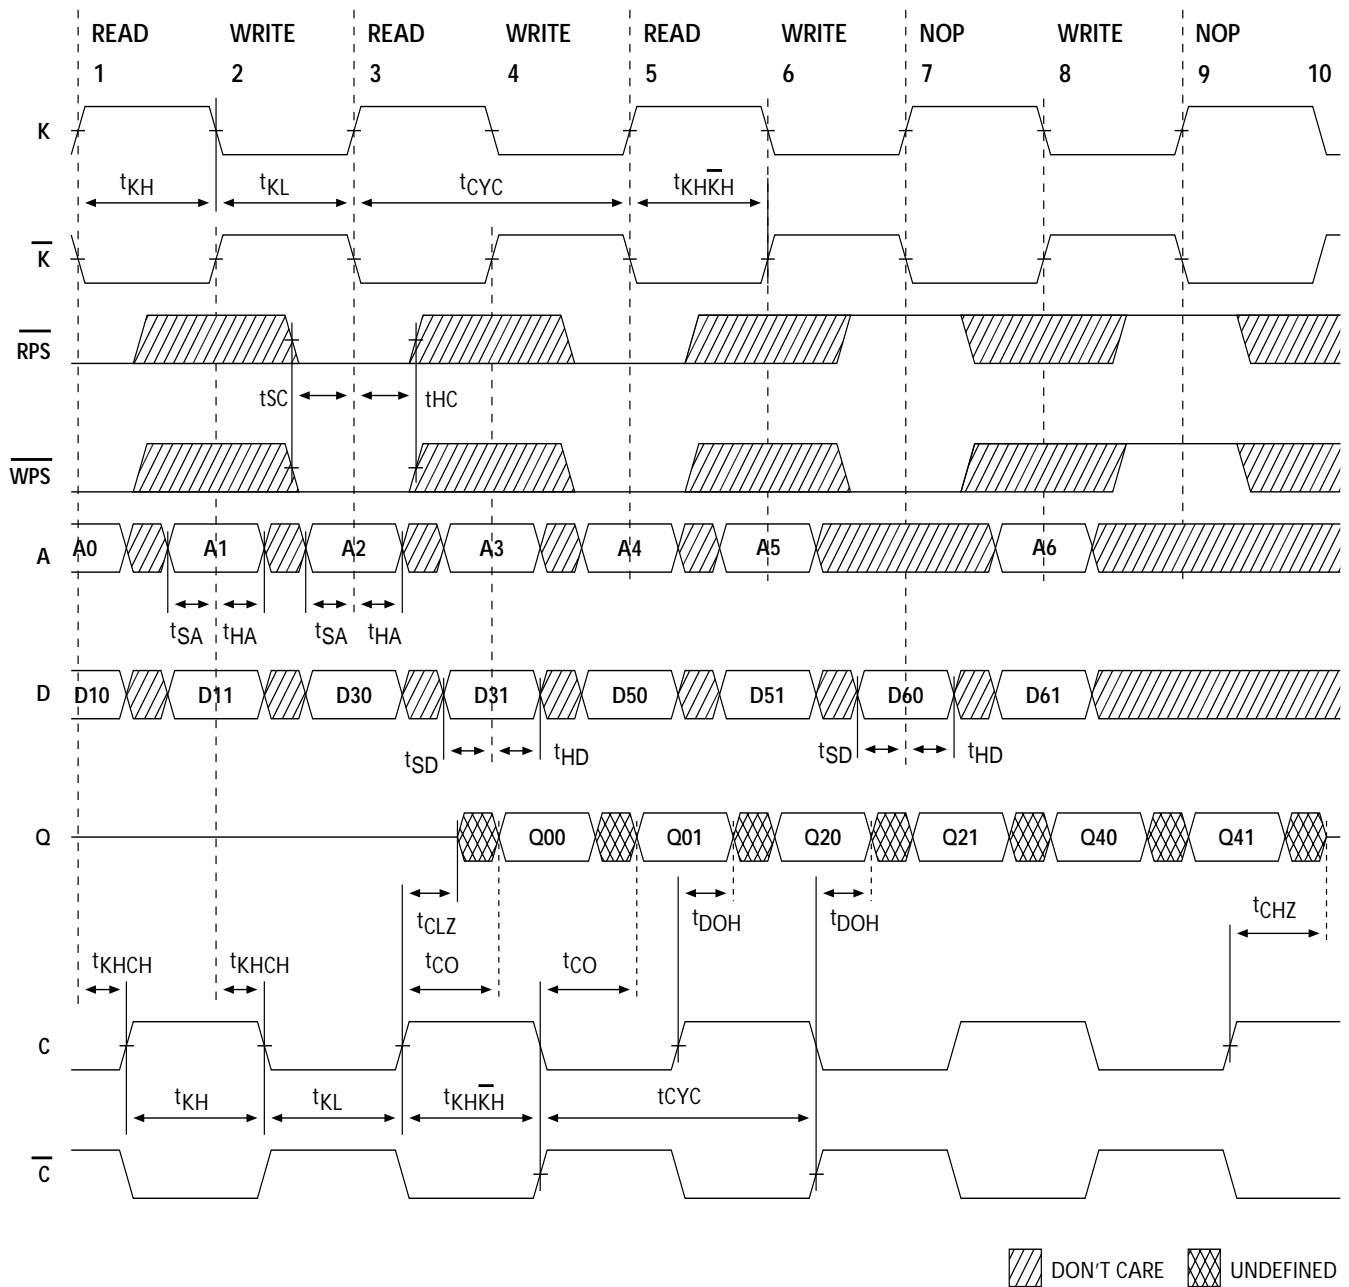 READ WRITE READ WRITE READ WRITE NOP WRITE NOP
1 2 3 4 5 6 7 8 9 10
K
tKH tKL tCYC tKHK̅H
K̅
R̅P̅S̅
tSC tHC
W̅P̅S̅
A A0 A1 A2 A3 A4 A5 A6
tSA tHA tSA tHA
D D10 D11 D30 D31 D50 D51 D60 D61
tSD tHD tSD tHD
Q Q00 Q01 Q20 Q21 Q40 Q41
tCLZ tDOH tDOH tCHZ
tKHCH tKHCH tCO tCO
C
tKH tKL tKHK̅H tCYC
C̅
DON'T CARE UNDEFINED